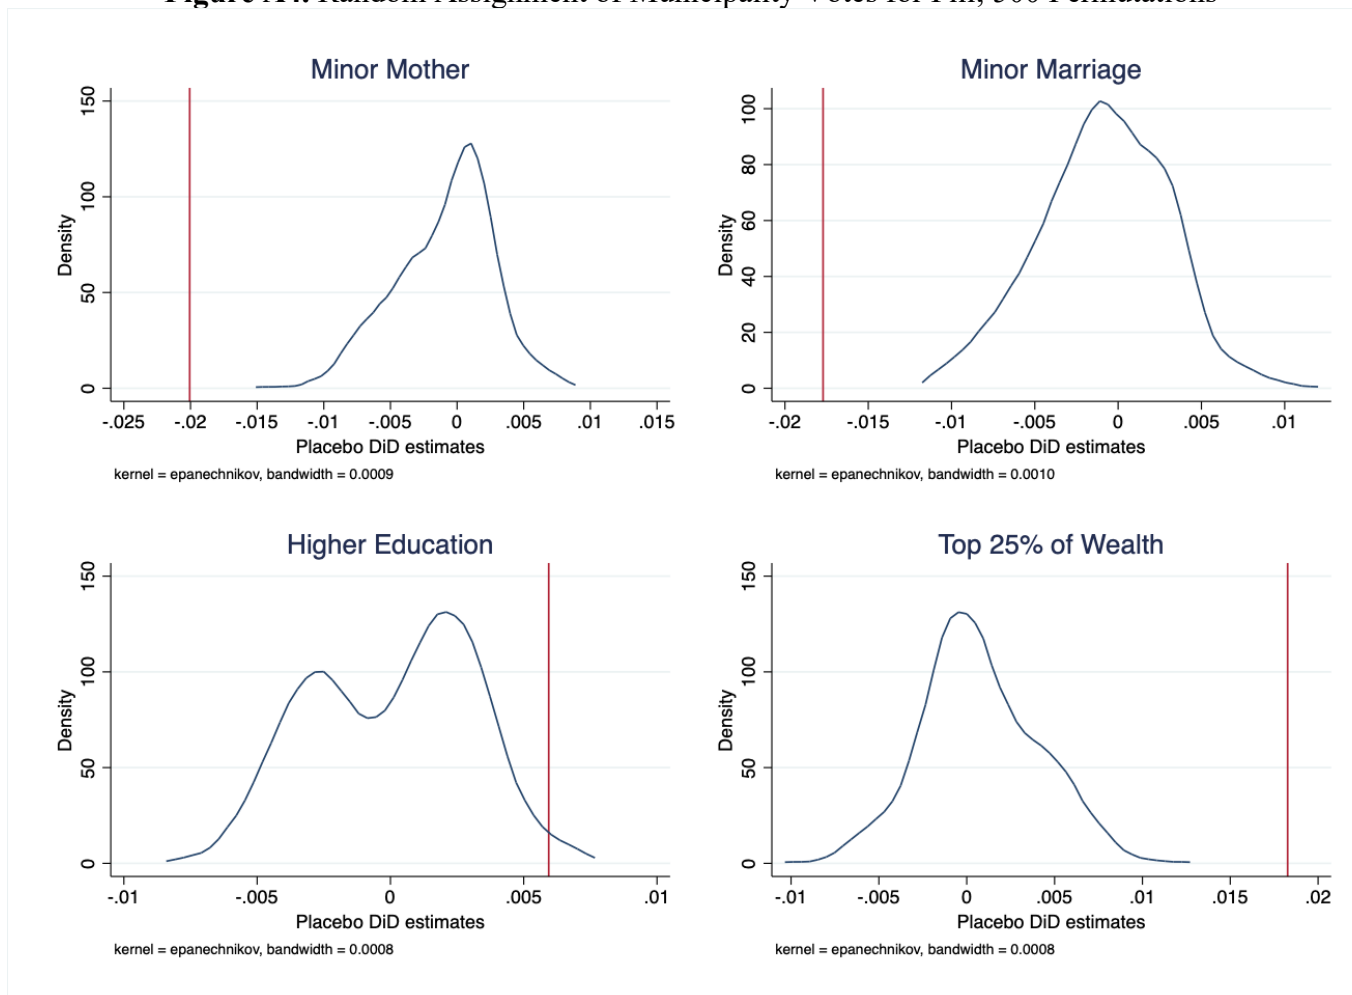 Minor Mother
150
100
50
0
Density
-.025 -.02 -.015 -.01 -.005 0 .005 .01 .015
Placebo DiD estimates
kernel = epanechnikov, bandwidth = 0.0009
Minor Marriage
100
80
60
40
20
0
Density
-.02 -.015 -.01 -.005 0 .005 .01
Placebo DiD estimates
kernel = epanechnikov, bandwidth = 0.0010
Higher Education
150
100
50
0
Density
-.01 -.005 0 .005 .01
Placebo DiD estimates
kernel = epanechnikov, bandwidth = 0.0008
Top 25% of Wealth
150
100
50
0
Density
-.01 -.005 0 .005 .01 .015 .02
Placebo DiD estimates
kernel = epanechnikov, bandwidth = 0.0008